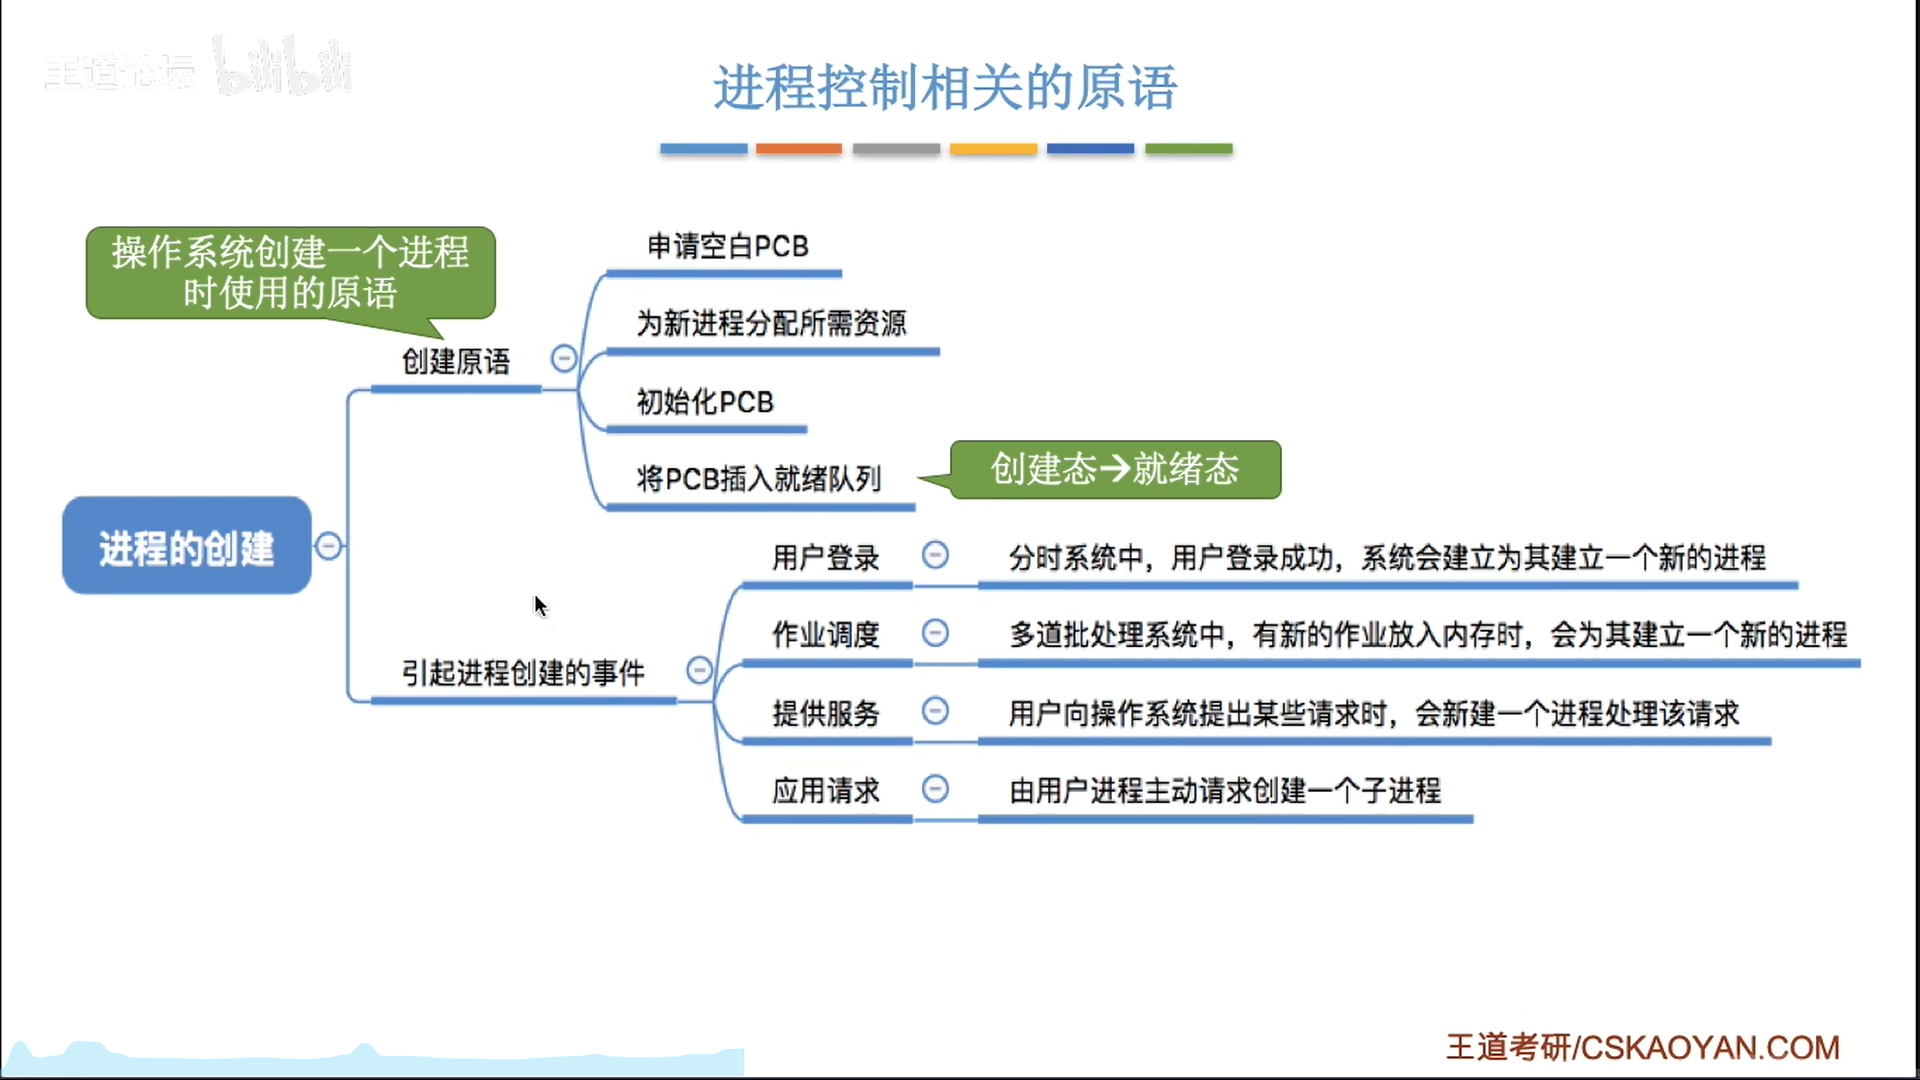 王道论坛 bilibili
进程控制相关的原语
操作系统创建一个进程
时使用的原语
创建原语
申请空白PCB
为新进程分配所需资源
初始化PCB
将PCB插入就绪队列
创建态→就绪态
进程的创建
引起进程创建的事件
用户登录
分时系统中，用户登录成功，系统会建立为其建立一个新的进程
作业调度
多道批处理系统中，有新的作业放入内存时，会为其建立一个新的进程
提供服务
用户向操作系统提出某些请求时，会新建一个进程处理该请求
应用请求
由用户进程主动请求创建一个子进程
王道考研/CSKAOYAN.COM